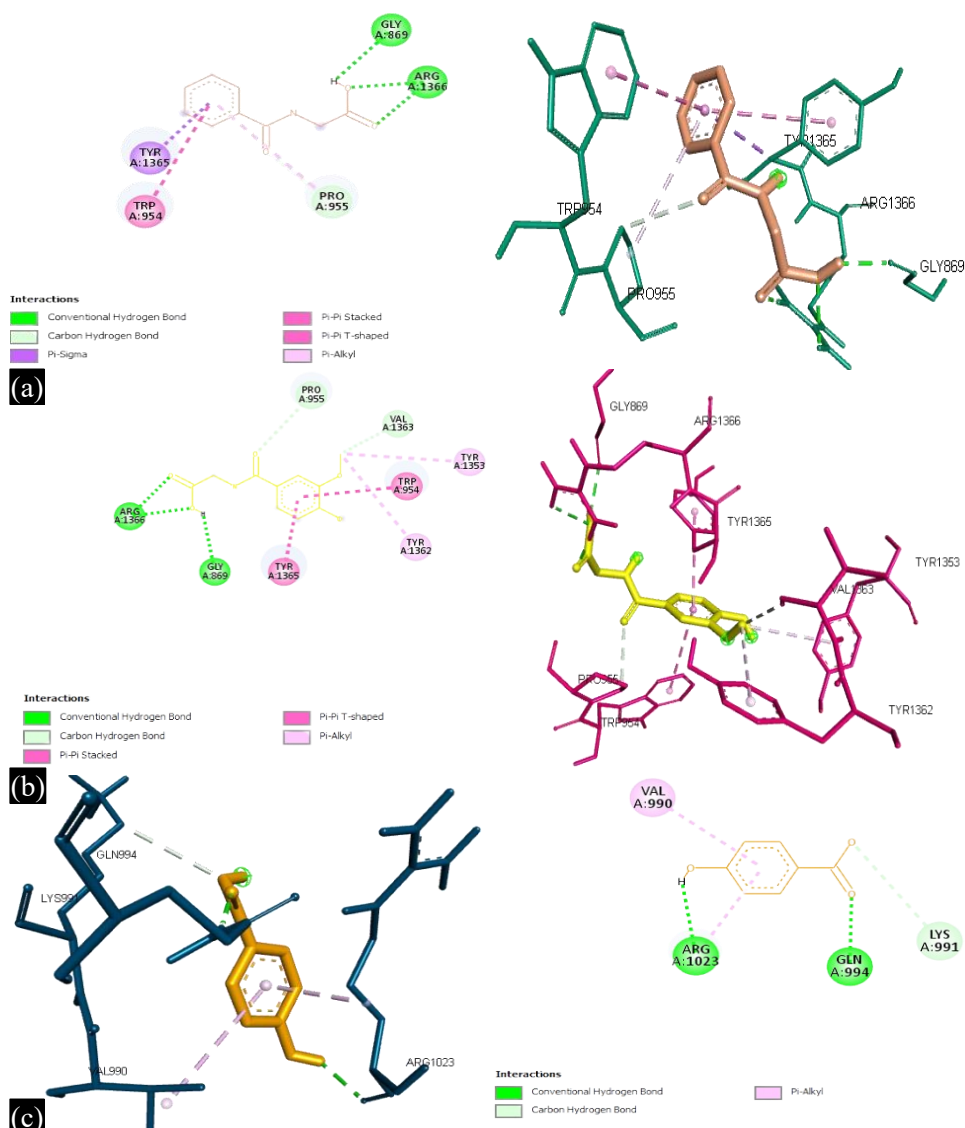 GLY
A:869
ARG
A:1366
H
O
N
O
O
TYR
A:1365
TRP
A:954
PRO
A:955
Interactions
Conventional Hydrogen Bond
Carbon Hydrogen Bond
Pi-Sigma
Pi-Pi Stacked
Pi-Pi T-shaped
Pi-Alkyl
TYR1365
TRP954
ARG1366
GLY869
PRO955
(a)
PRO
A:955
VAL
A:1363
TYR
A:1353
TRP
A:954
ARG
A:1366
TYR
A:1362
GLY
A:869
TYR
A:1365
Interactions
Conventional Hydrogen Bond
Carbon Hydrogen Bond
Pi-Pi Stacked
Pi-Pi T-shaped
Pi-Alkyl
GLY869
ARG1366
TYR1365
TYR1353
VAL1363
PRO955
TRP954
TYR1362
(b)
GLN994
LYS991
VAL990
ARG1023
VAL
A:990
H
O
O
O
ARG
A:1023
GLN
A:994
LYS
A:991
Interactions
Conventional Hydrogen Bond
Carbon Hydrogen Bond
Pi-Alkyl
(c)